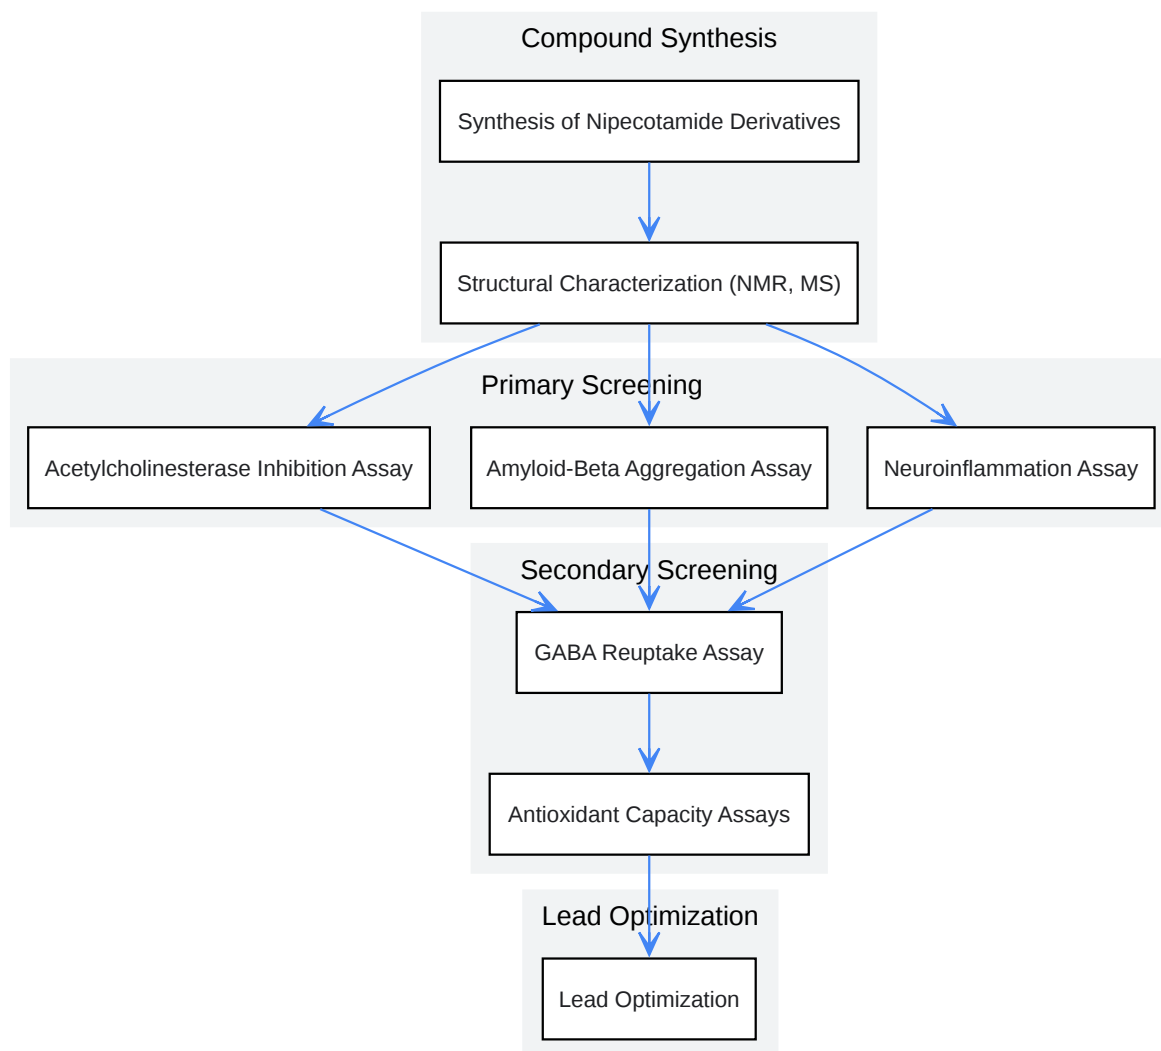 Compound Synthesis
Synthesis of Nipecotamide Derivatives
Structural Characterization (NMR, MS)
Primary Screening
Acetylcholinesterase Inhibition Assay
Amyloid-Beta Aggregation Assay
Neuroinflammation Assay
Secondary Screening
GABA Reuptake Assay
Antioxidant Capacity Assays
Lead Optimization
Lead Optimization